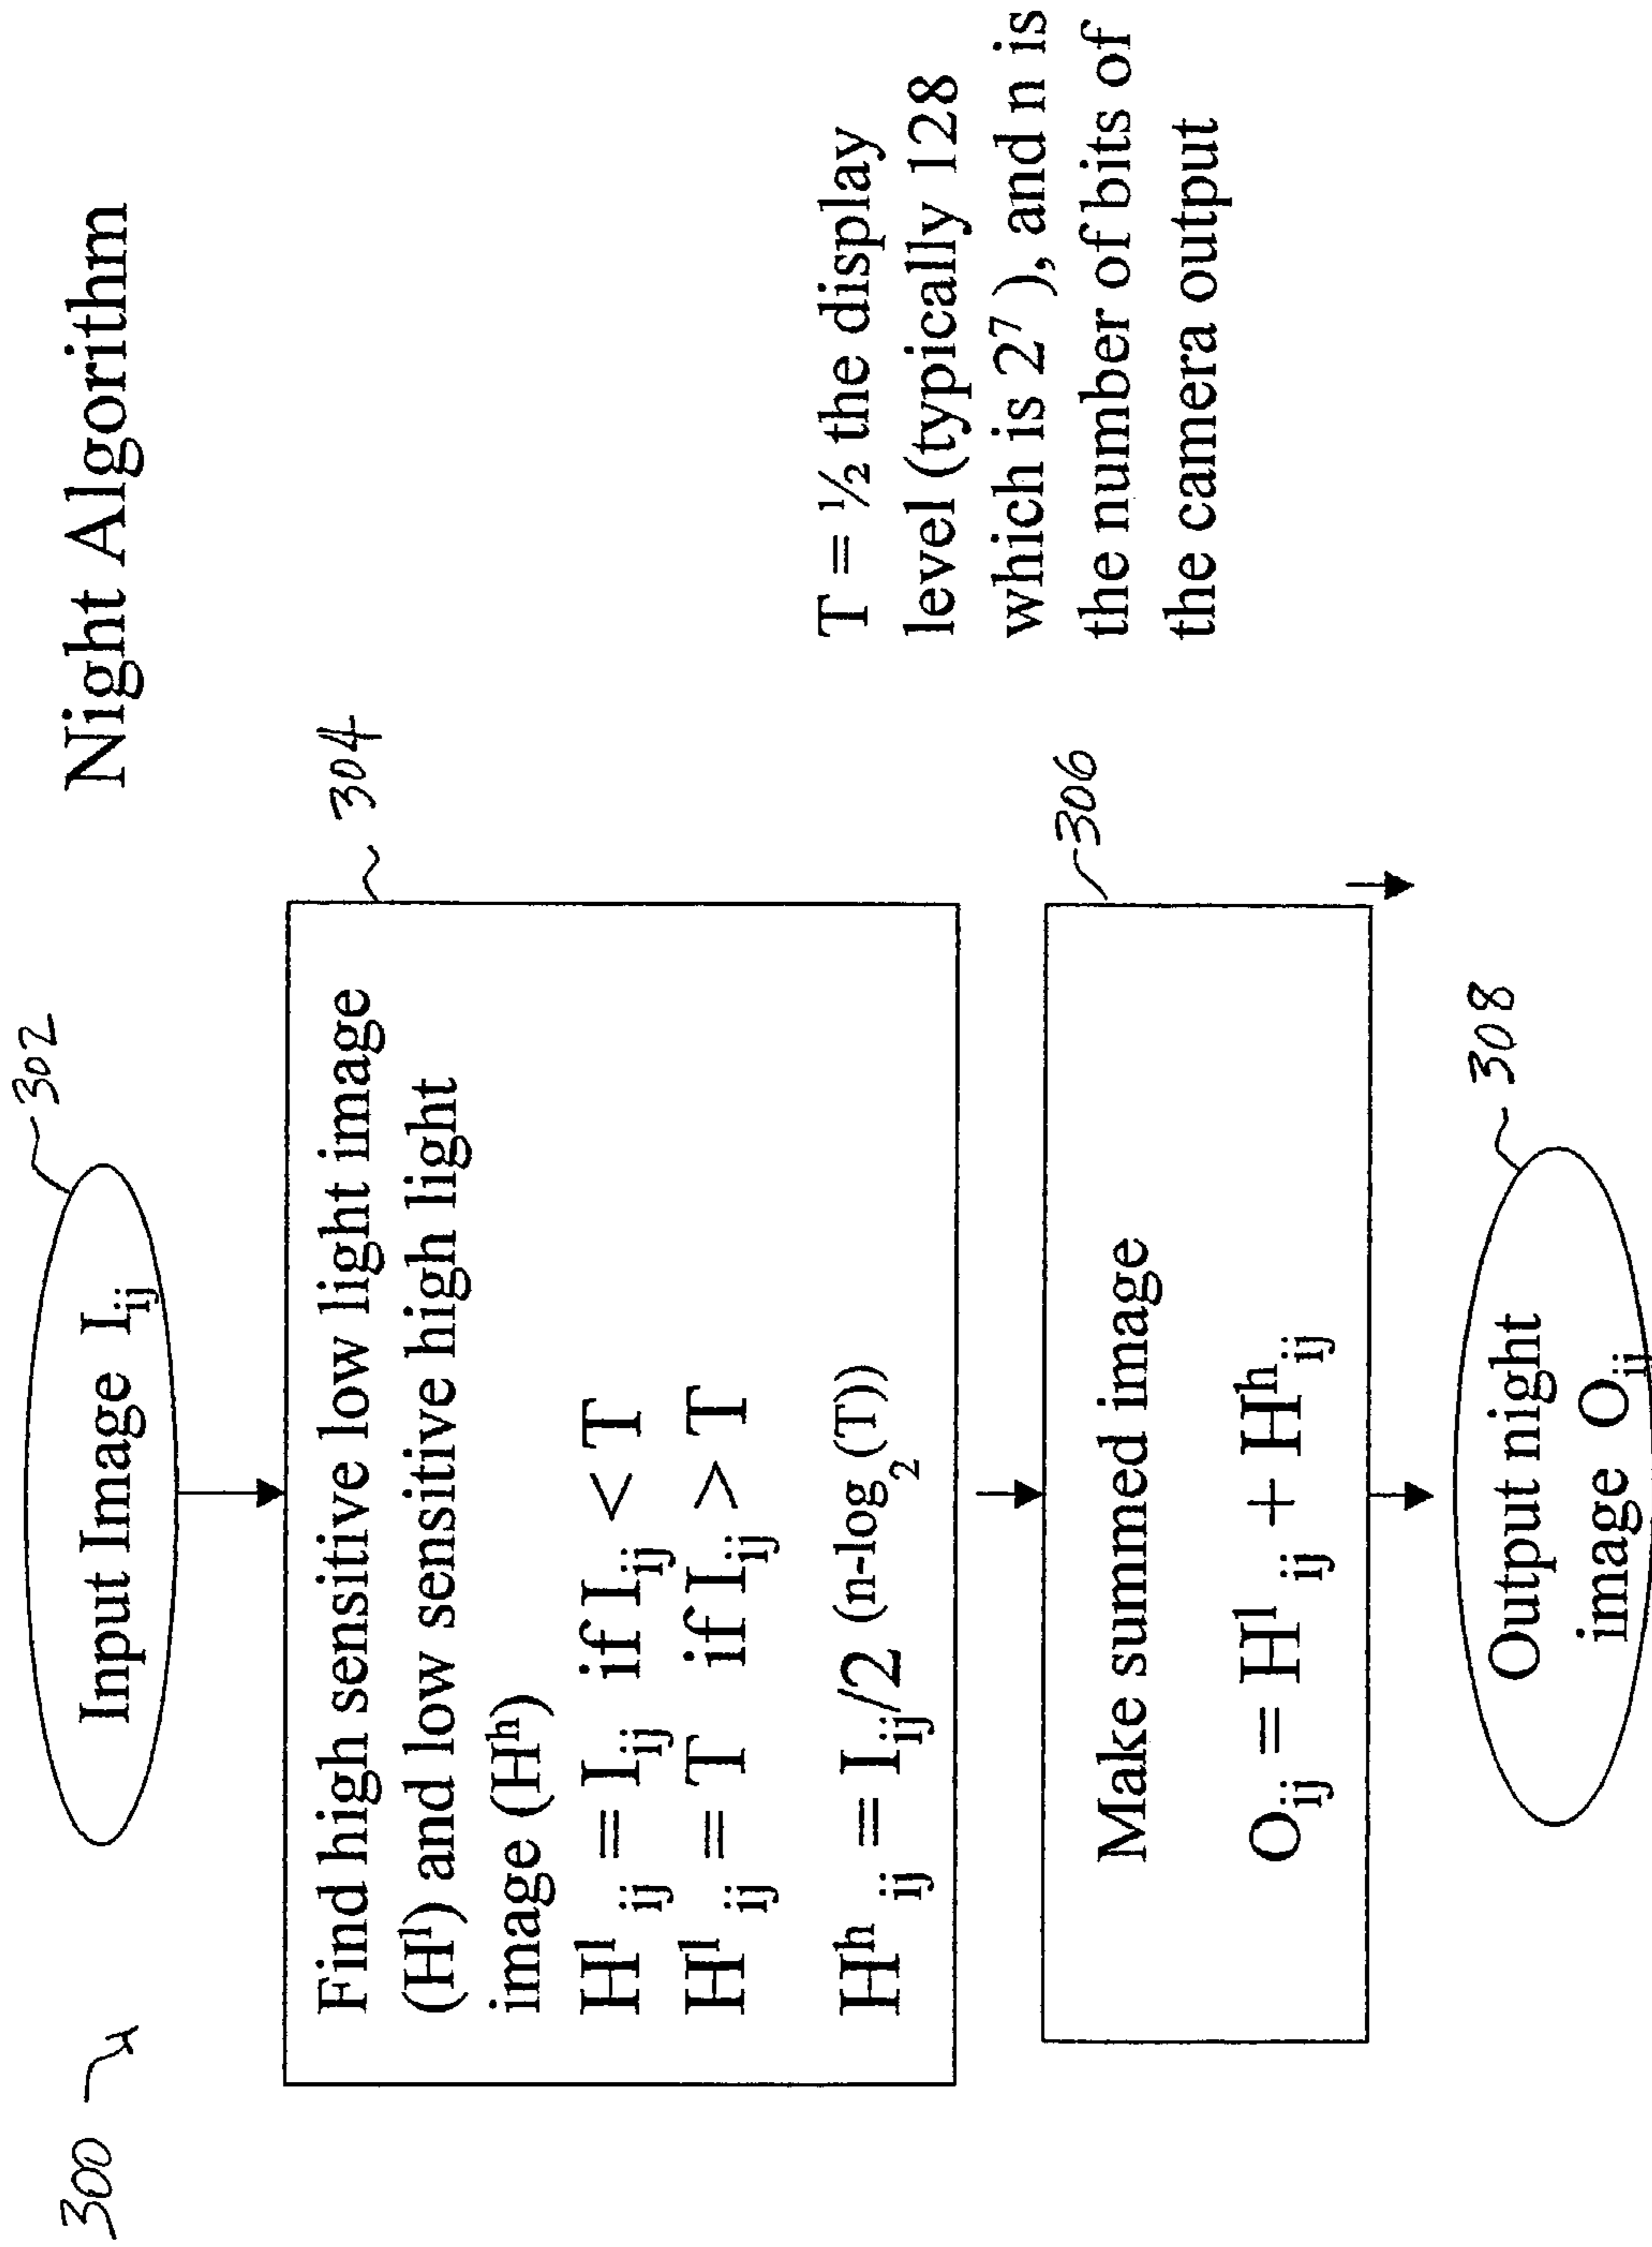 Night Algorithm
300
302
Input Image I_ij
304
Find high sensitive low light image
(H^l) and low sensitive high light
image (H^h)
H^l_ij = I_ij if I_ij < T
H^l_ij = T if I_ij > T
H^h_ij = I_ij/2^(n-log_2(T))
T = ½ the display
level (typically 128
which is 2⁷), and n is
the number of bits of
the camera output
306
Make summed image
O_ij = H^l_ij + H^h_ij
308
Output night
image O_ij